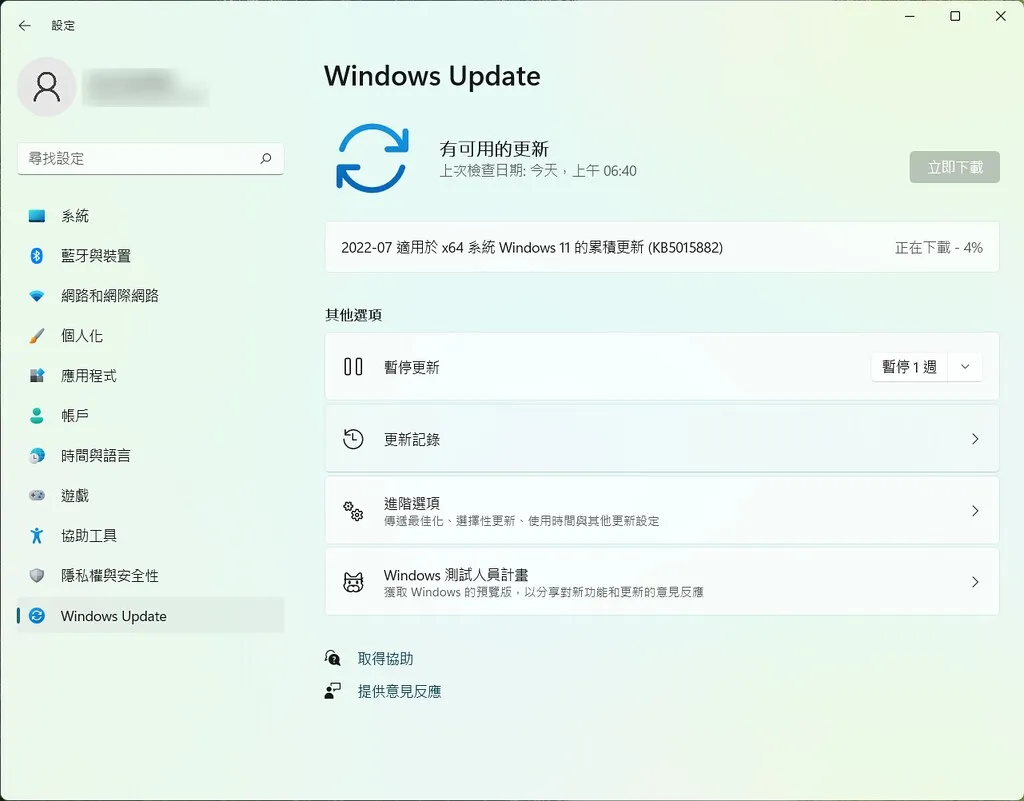 設定
尋找設定
系統
藍牙與裝置
網路和網際網路
個人化
應用程式
帳戶
時間與語言
遊戲
協助工具
隱私權與安全性
Windows Update
Windows Update
有可用的更新
上次檢查日期: 今天，上午 06:40
立即下載
2022-07 適用於 x64 系統 Windows 11 的累積更新 (KB5015882)
正在下載 - 4%
其他選項
暫停更新
暫停 1 週
更新記錄
進階選項
傳遞最佳化、選擇性更新、使用時間與其他更新設定
Windows 測試人員計畫
獲取 Windows 的預覽版，以分享對新功能和更新的意見反應
取得協助
提供意見反應